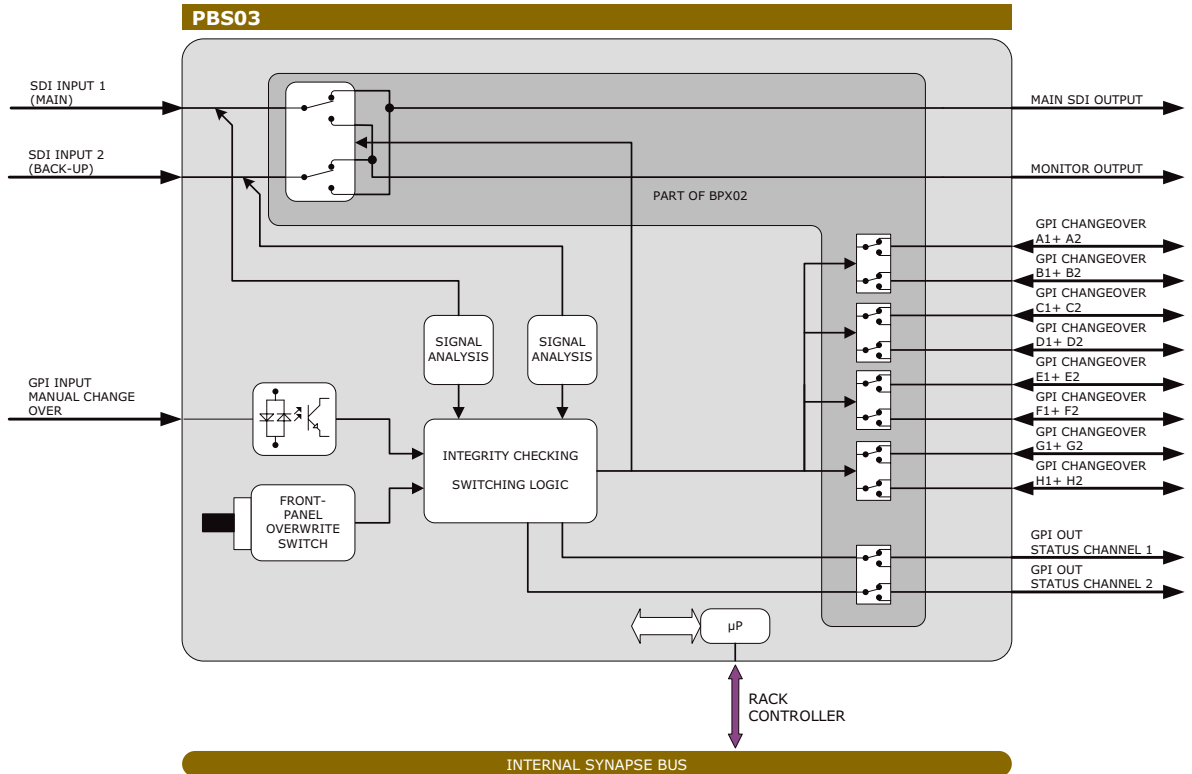 PBS03
SDI INPUT 1
(MAIN)
MAIN SDI OUTPUT
SDI INPUT 2
(BACK-UP)
MONITOR OUTPUT
PART OF BPX02
GPI CHANGEOVER
A1+ A2
GPI CHANGEOVER
B1+ B2
GPI CHANGEOVER
C1+ C2
GPI CHANGEOVER
D1+ D2
GPI CHANGEOVER
E1+ E2
GPI CHANGEOVER
F1+ F2
GPI CHANGEOVER
G1+ G2
GPI CHANGEOVER
H1+ H2
SIGNAL
ANALYSIS
SIGNAL
ANALYSIS
GPI INPUT
MANUAL CHANGE
OVER
INTEGRITY CHECKING
SWITCHING LOGIC
FRONT-
PANEL
OVERWRITE
SWITCH
GPI OUT
STATUS CHANNEL 1
GPI OUT
STATUS CHANNEL 2
µP
RACK
CONTROLLER
INTERNAL SYNAPSE BUS